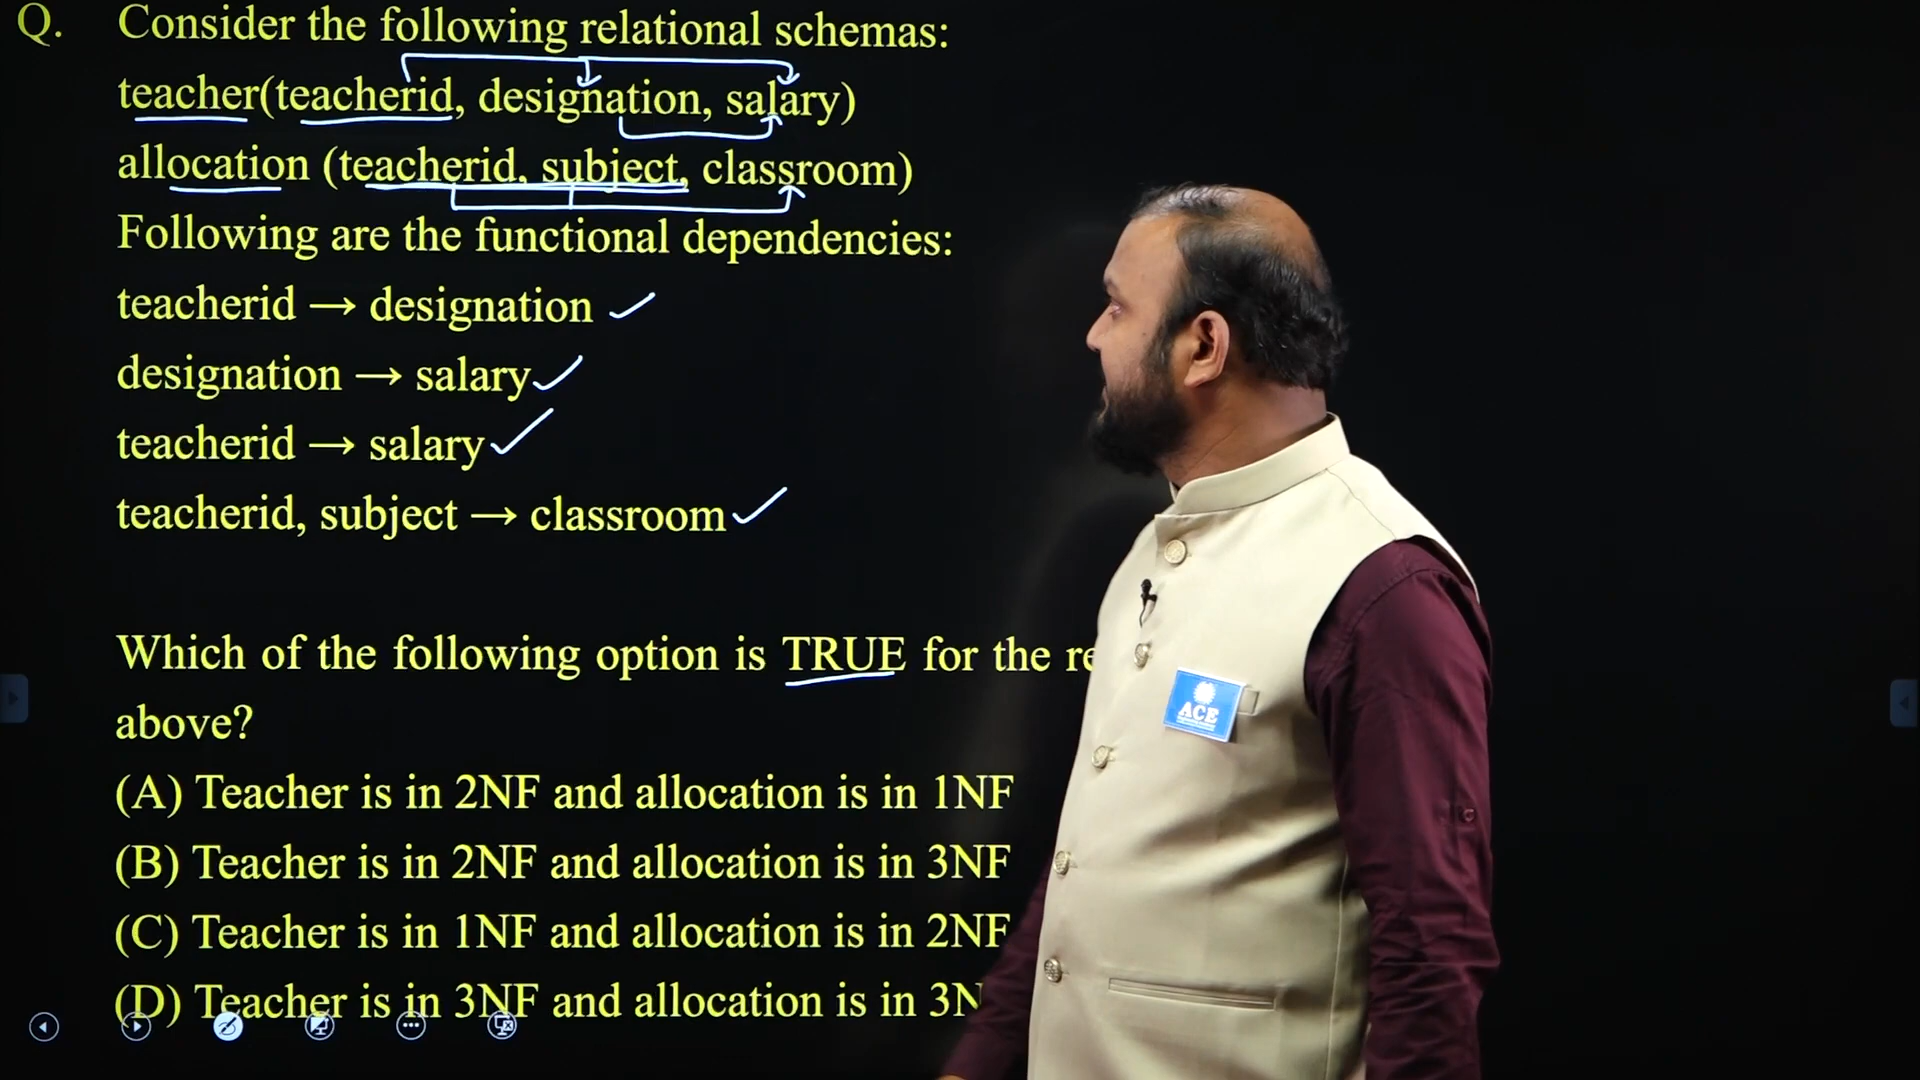 Q. Consider the following relational schemas:
teacher(teacherid, designation, salary)
allocation (teacherid, subject, classroom)
Following are the functional dependencies:
teacherid → designation
designation → salary
teacherid → salary
teacherid, subject → classroom
Which of the following option is TRUE for the
above?
(A) Teacher is in 2NF and allocation is in 1NF
(B) Teacher is in 2NF and allocation is in 3NF
(C) Teacher is in 1NF and allocation is in 2NF
(D) Teacher is in 3NF and allocation is in 3N
ACE